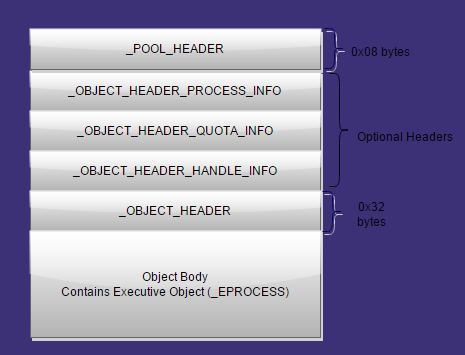 _POOL_HEADER
0x08 bytes
_OBJECT_HEADER_PROCESS_INFO
_OBJECT_HEADER_QUOTA_INFO
Optional Headers
_OBJECT_HEADER_HANDLE_INFO
_OBJECT_HEADER
0x32
bytes
Object Body
Contains Executive Object (_EPROCESS)